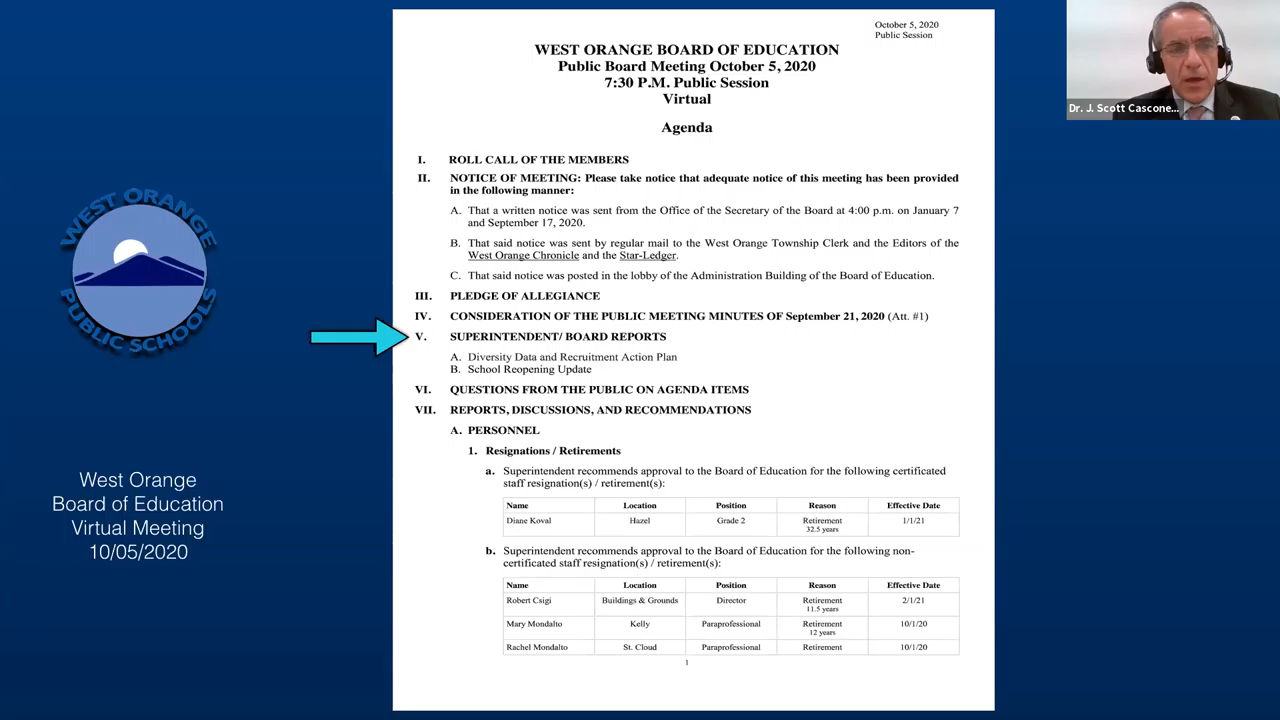 October 5, 2020
Public Session
WEST ORANGE BOARD OF EDUCATION
Public Board Meeting October 5, 2020
7:30 P.M. Public Session
Virtual
Agenda
I. ROLL CALL OF THE MEMBERS
II. NOTICE OF MEETING: Please take notice that adequate notice of this meeting has been provided
in the following manner:
A. That a written notice was sent from the Office of the Secretary of the Board at 4:00 p.m. on January 7
and September 17, 2020.
B. That said notice was sent by regular mail to the West Orange Township Clerk and the Editors of the
West Orange Chronicle and the Star-Ledger.
C. That said notice was posted in the lobby of the Administration Building of the Board of Education.
III. PLEDGE OF ALLEGIANCE
IV. CONSIDERATION OF THE PUBLIC MEETING MINUTES OF September 21, 2020 (Att. #1)
V. SUPERINTENDENT/ BOARD REPORTS
A. Diversity Data and Recruitment Action Plan
B. School Reopening Update
VI. QUESTIONS FROM THE PUBLIC ON AGENDA ITEMS
VII. REPORTS, DISCUSSIONS, AND RECOMMENDATIONS
A. PERSONNEL
1. Resignations / Retirements
a. Superintendent recommends approval to the Board of Education for the following certificated
staff resignation(s) / retirement(s):
Name Location Position Reason Effective Date
Diane Koval Hazel Grade 2 Retirement 1/1/21
32.5 years
b. Superintendent recommends approval to the Board of Education for the following non-
certificated staff resignation(s) / retirement(s):
Name Location Position Reason Effective Date
Robert Csigi Buildings & Grounds Director Retirement 2/1/21
11.5 years
Mary Mondalto Kelly Paraprofessional Retirement 10/1/20
12 years
Rachel Mondalto St. Cloud Paraprofessional Retirement 10/1/20
1
WEST ORANGE
PUBLIC SCHOOLS
West Orange
Board of Education
Virtual Meeting
10/05/2020
Dr. J. Scott Cascone...